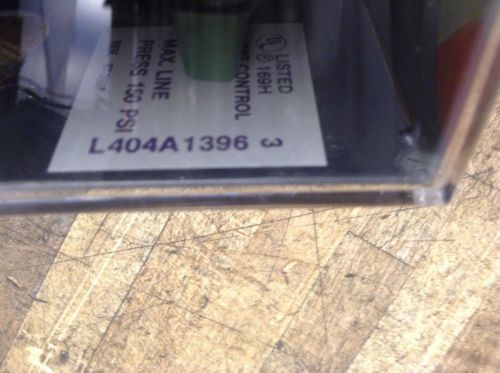 LISTED
169H
CONTROL
MAX. LINE
PRESS 150 PSI
L404A1396 3